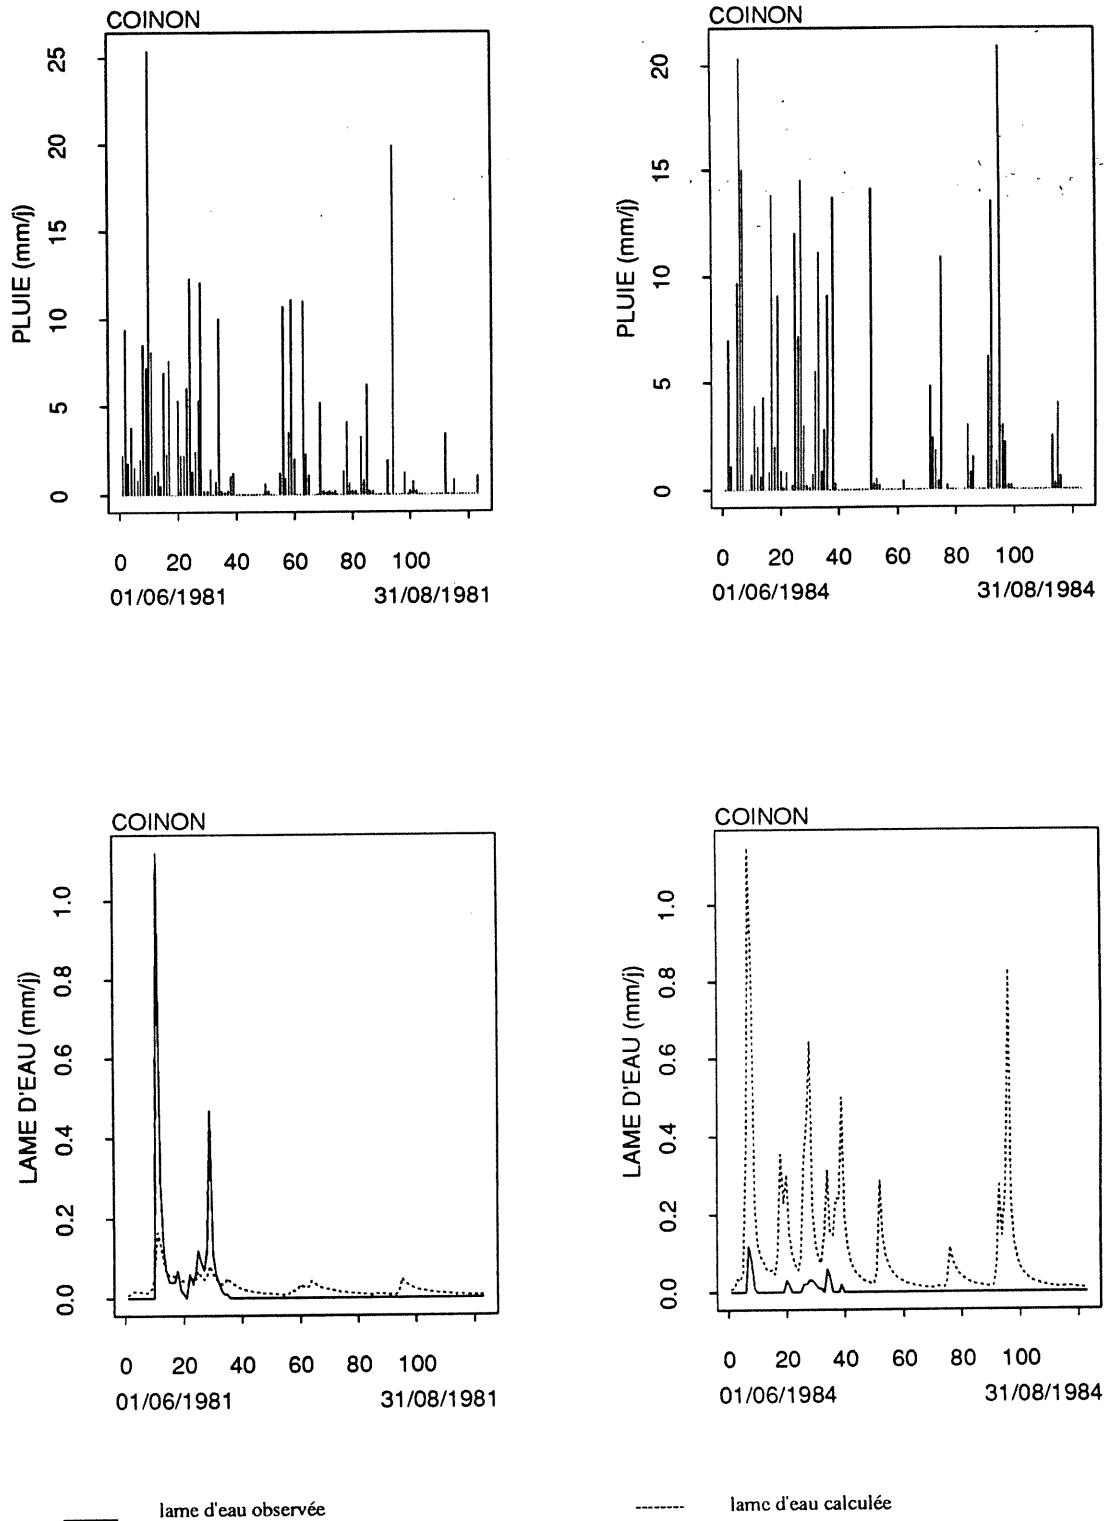 COINON
PLUIE (mm/j)
25
20
15
10
5
0
0 20 40 60 80 100
01/06/1981 31/08/1981
COINON
PLUIE (mm/j)
20
15
10
5
0
0 20 40 60 80 100
01/06/1984 31/08/1984
COINON
LAME D'EAU (mm/j)
1.0
0.8
0.6
0.4
0.2
0.0
0 20 40 60 80 100
01/06/1981 31/08/1981
COINON
LAME D'EAU (mm/j)
1.0
0.8
0.6
0.4
0.2
0.0
0 20 40 60 80 100
01/06/1984 31/08/1984
lame d'eau observée
lame d'eau calculée